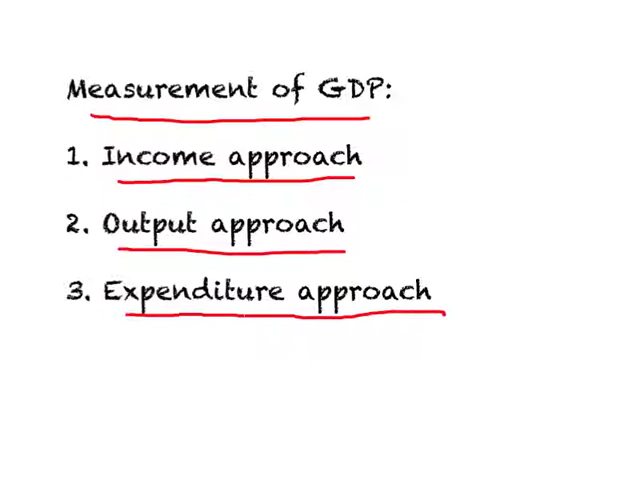 Measurement of GDP:
1. Income approach
2. Output approach
3. Expenditure approach